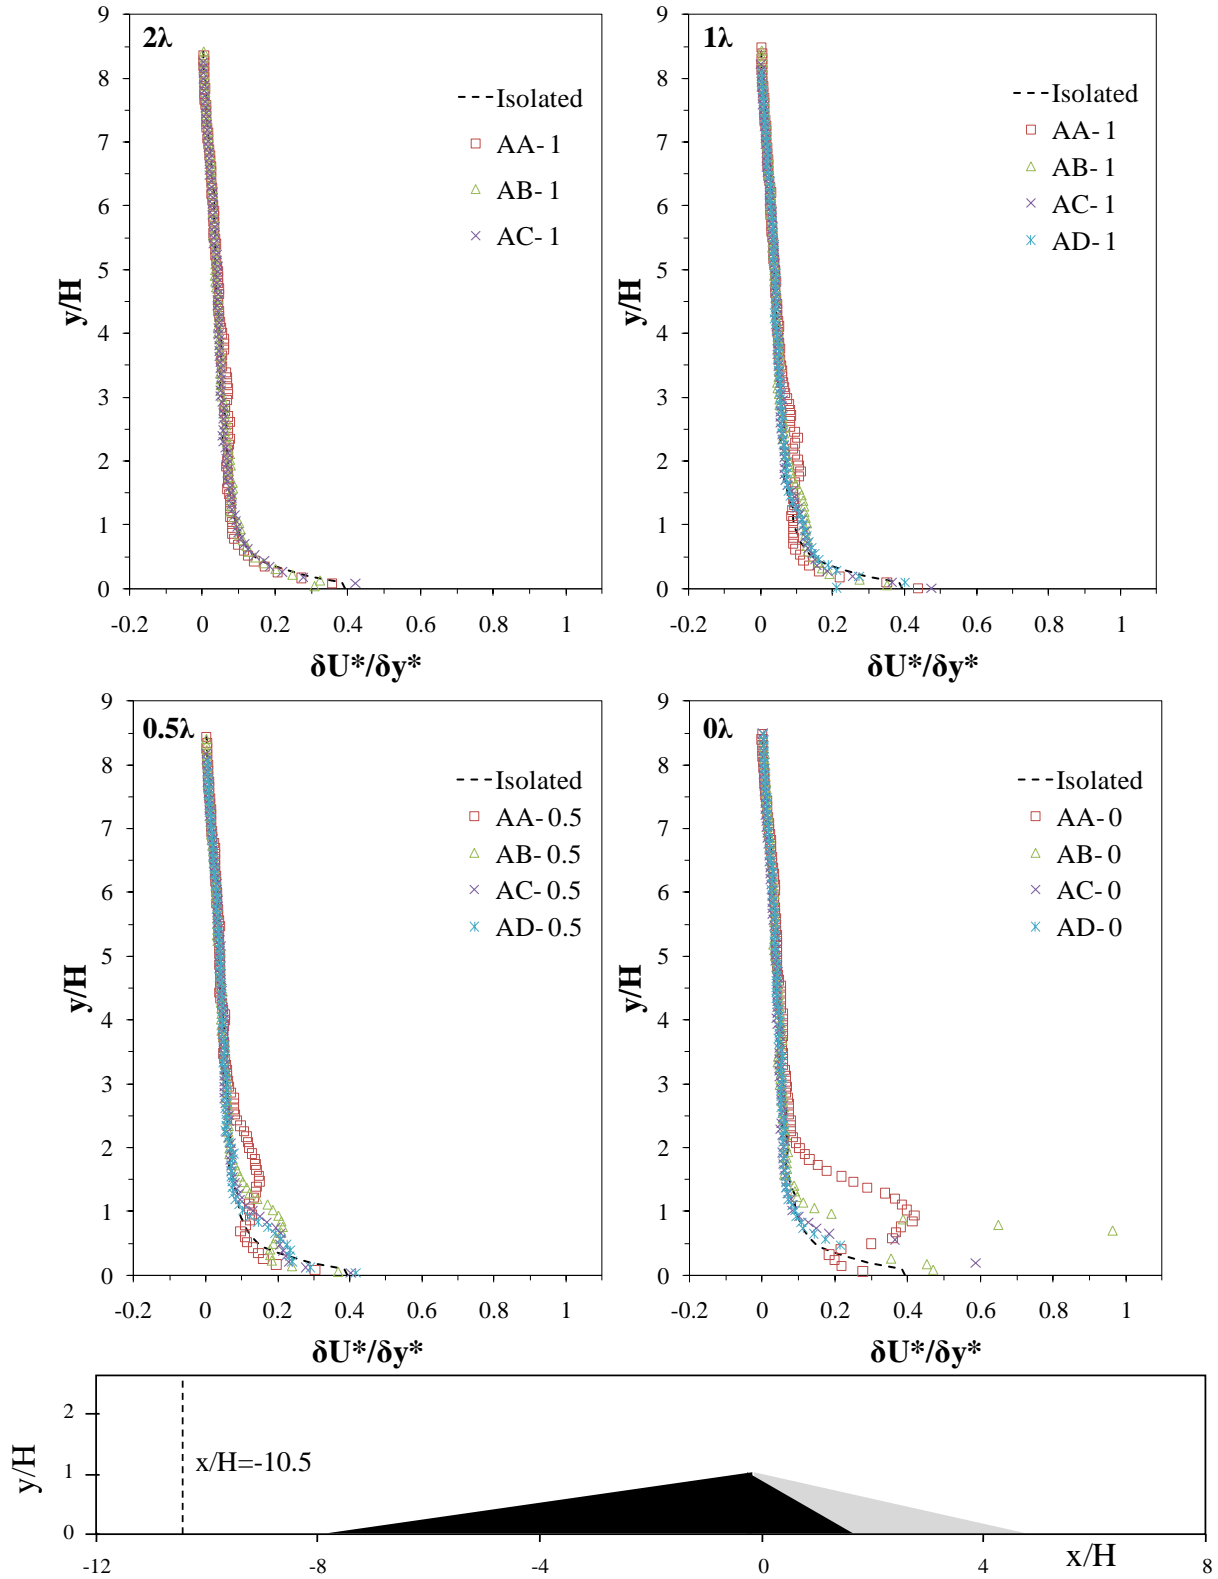 2λ
9
8
7
6
5
4
3
2
1
0
y/H
Isolated
AA-1
AB-1
AC-1
-0.2 0 0.2 0.4 0.6 0.8 1
δU*/δy*
1λ
9
8
7
6
5
4
3
2
1
0
y/H
Isolated
AA-1
AB-1
AC-1
AD-1
-0.2 0 0.2 0.4 0.6 0.8 1
δU*/δy*
0.5λ
9
8
7
6
5
4
3
2
1
0
y/H
Isolated
AA-0.5
AB-0.5
AC-0.5
AD-0.5
-0.2 0 0.2 0.4 0.6 0.8 1
δU*/δy*
0λ
9
8
7
6
5
4
3
2
1
0
y/H
Isolated
AA-0
AB-0
AC-0
AD-0
-0.2 0 0.2 0.4 0.6 0.8 1
δU*/δy*
2
1
0
y/H
x/H=-10.5
x/H
-12 -8 -4 0 4 8